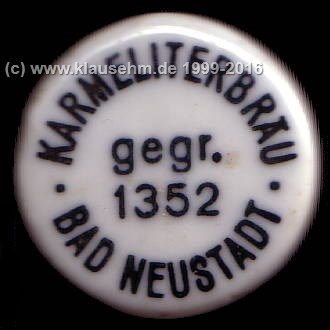 (c) www.klausehm.de 1999-2016
KARMELITERBRÄU
gegr.
1352
· BAD NEUSTADT ·